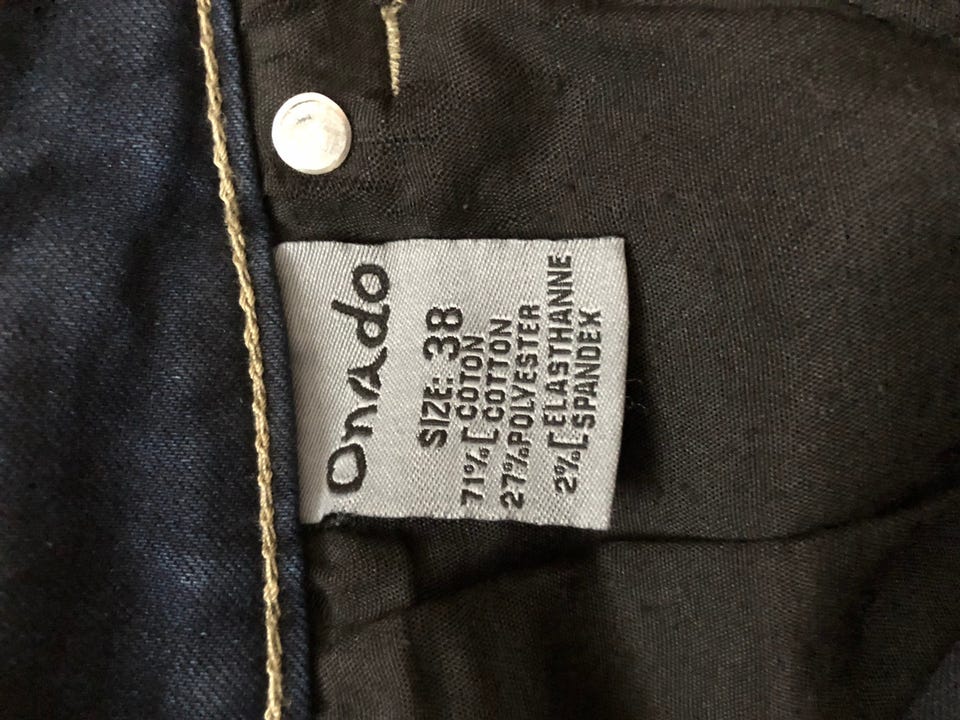 Onado
SIZE: 38
71% [ COTON
[ COTTON
27%POLYESTER
2% [ ELASTHANNE
[ SPANDEX